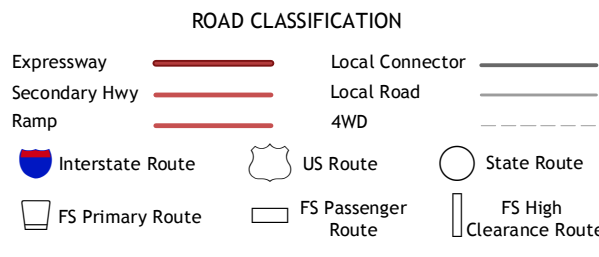 ROAD CLASSIFICATION
Expressway
Local Connector
Secondary Hwy
Local Road
Ramp
4WD
Interstate Route
US Route
State Route
FS Primary Route
FS Passenger
Route
FS High
Clearance Route